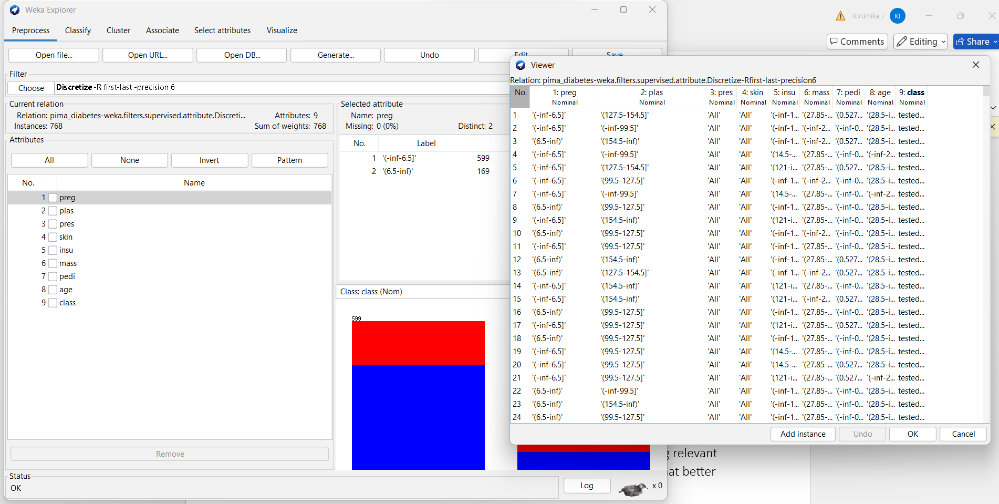 Weka Explorer
Kiruthika J KJ
Preprocess Classify Cluster Associate Select attributes Visualize
Comments Editing Share
Open file... Open URL... Open DB... Generate... Undo Edit... Save...
Filter
Choose Discretize -R first-last -precision 6
Current relation
Relation: pima_diabetes-weka.filters.supervised.attribute.Discreti... Attributes: 9
Instances: 768 Sum of weights: 768
Attributes
All None Invert Pattern
No. Name
1 preg
2 plas
3 pres
4 skin
5 insu
6 mass
7 pedi
8 age
9 class
Remove
Status
OK
Log x 0
Selected attribute
Name: preg
Missing: 0 (0%) Distinct: 2
No. Label
1 '(-inf-6.5]' 599
2 '(6.5-inf)' 169
Class: class (Nom)
599
Viewer
Relation: pima_diabetes-weka.filters.supervised.attribute.Discretize-Rfirst-last-precision6
No. 1: preg 2: plas 3: pres 4: skin 5: insu 6: mass 7: pedi 8: age 9: class
Nominal Nominal Nominal Nominal Nominal Nominal Nominal Nominal Nominal
1 '(-inf-6.5]' '(127.5-154.5]' 'All' 'All' '(-inf-1... '(27.85-... '(0.527... '(28.5-i... tested...
2 '(-inf-6.5]' '(-inf-99.5]' 'All' 'All' '(-inf-1... '(-inf-2... '(-inf-0... '(28.5-i... tested...
3 '(6.5-inf)' '(154.5-inf)' 'All' 'All' '(-inf-1... '(-inf-2... '(0.527... '(28.5-i... tested...
4 '(-inf-6.5]' '(-inf-99.5]' 'All' 'All' '(14.5-... '(27.85-... '(-inf-0... '(-inf-2... tested...
5 '(-inf-6.5]' '(127.5-154.5]' 'All' 'All' '(121-i... '(27.85-... '(0.527... '(28.5-i... tested...
6 '(-inf-6.5]' '(99.5-127.5]' 'All' 'All' '(-inf-1... '(-inf-2... '(-inf-0... '(28.5-i... tested...
7 '(-inf-6.5]' '(-inf-99.5]' 'All' 'All' '(14.5-... '(27.85-... '(-inf-0... '(-inf-2... tested...
8 '(6.5-inf)' '(99.5-127.5]' 'All' 'All' '(-inf-1... '(27.85-... '(-inf-0... '(28.5-i... tested...
9 '(-inf-6.5]' '(154.5-inf)' 'All' 'All' '(121-i... '(27.85-... '(-inf-0... '(28.5-i... tested...
10 '(6.5-inf)' '(99.5-127.5]' 'All' 'All' '(-inf-1... '(-inf-2... '(-inf-0... '(28.5-i... tested...
11 '(-inf-6.5]' '(99.5-127.5]' 'All' 'All' '(-inf-1... '(27.85-... '(-inf-0... '(28.5-i... tested...
12 '(6.5-inf)' '(154.5-inf)' 'All' 'All' '(-inf-1... '(27.85-... '(0.527... '(28.5-i... tested...
13 '(6.5-inf)' '(127.5-154.5]' 'All' 'All' '(-inf-1... '(-inf-2... '(0.527... '(28.5-i... tested...
14 '(-inf-6.5]' '(154.5-inf)' 'All' 'All' '(121-i... '(27.85-... '(-inf-0... '(28.5-i... tested...
15 '(-inf-6.5]' '(154.5-inf)' 'All' 'All' '(121-i... '(-inf-2... '(0.527... '(28.5-i... tested...
16 '(6.5-inf)' '(99.5-127.5]' 'All' 'All' '(-inf-1... '(27.85-... '(-inf-0... '(28.5-i... tested...
17 '(-inf-6.5]' '(99.5-127.5]' 'All' 'All' '(121-i... '(27.85-... '(0.527... '(28.5-i... tested...
18 '(6.5-inf)' '(99.5-127.5]' 'All' 'All' '(-inf-1... '(27.85-... '(-inf-0... '(28.5-i... tested...
19 '(-inf-6.5]' '(99.5-127.5]' 'All' 'All' '(14.5-... '(27.85-... '(-inf-0... '(28.5-i... tested...
20 '(-inf-6.5]' '(99.5-127.5]' 'All' 'All' '(14.5-... '(27.85-... '(0.527... '(28.5-i... tested...
21 '(-inf-6.5]' '(99.5-127.5]' 'All' 'All' '(121-i... '(27.85-... '(0.527... '(-inf-2... tested...
22 '(6.5-inf)' '(-inf-99.5]' 'All' 'All' '(-inf-1... '(27.85-... '(-inf-0... '(28.5-i... tested...
23 '(6.5-inf)' '(154.5-inf)' 'All' 'All' '(-inf-1... '(27.85-... '(-inf-0... '(28.5-i... tested...
24 '(6.5-inf)' '(99.5-127.5]' 'All' 'All' '(-inf-1... '(27.85-... '(-inf-0... '(28.5-i... tested...
Add instance Undo OK Cancel
relevant
better